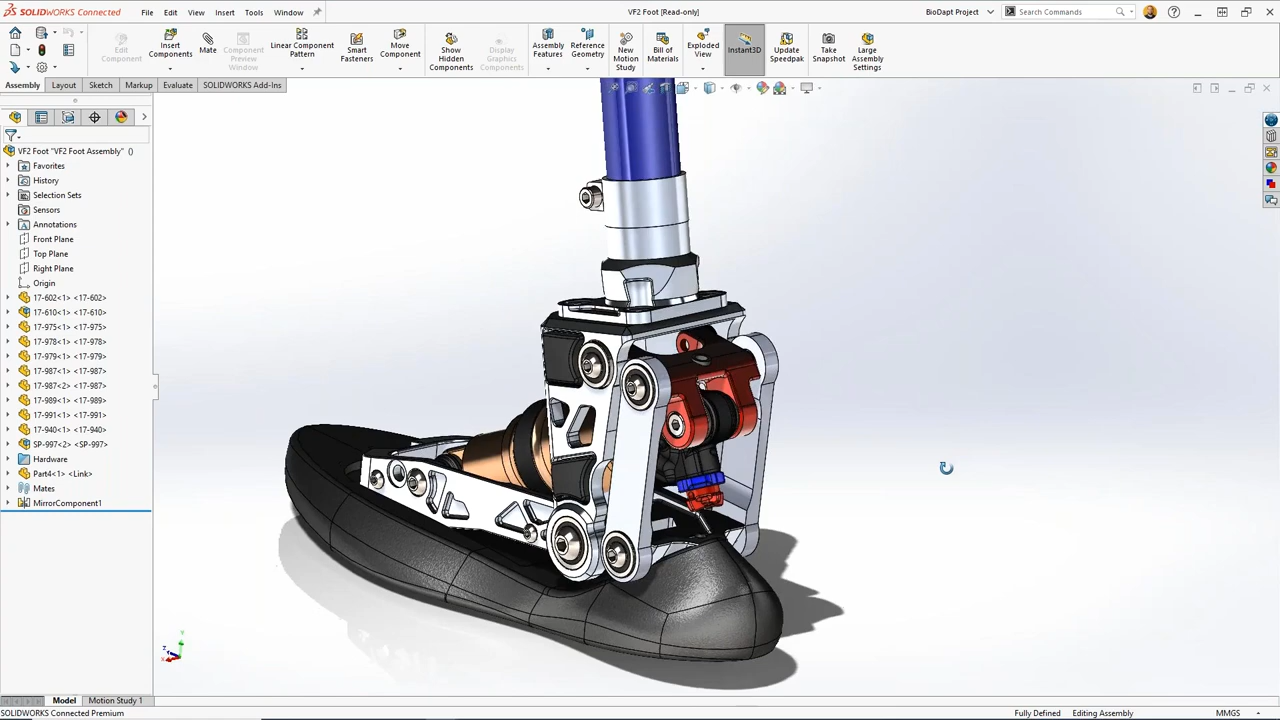 SOLIDWORKS Connected
File
Edit
View
Insert
Tools
Window
VF2 Foot [Read-only]
BioDapt Project
Search Commands
Edit Component
Insert Components
Mate
Component Preview Window
Linear Component Pattern
Smart Fasteners
Move Component
Show Hidden Components
Display Graphics Components
Assembly Features
Reference Geometry
New Motion Study
Bill of Materials
Exploded View
Instant3D
Update Speedpak
Take Snapshot
Large Assembly Settings
Assembly
Layout
Sketch
Markup
Evaluate
SOLIDWORKS Add-Ins
VF2 Foot "VF2 Foot Assembly" ()
Favorites
History
Selection Sets
Sensors
Annotations
Front Plane
Top Plane
Right Plane
Origin
17-602<1> <17-602>
17-610<1> <17-610>
17-975<1> <17-975>
17-978<1> <17-978>
17-979<1> <17-979>
17-987<1> <17-987>
17-987<2> <17-987>
17-989<1> <17-989>
17-991<1> <17-991>
17-940<1> <17-940>
SP-997<2> <SP-997>
Hardware
Part4<1> <Link>
Mates
MirrorComponent1
Y
Z
X
Model
Motion Study 1
SOLIDWORKS Connected Premium
Fully Defined
Editing Assembly
MMGS